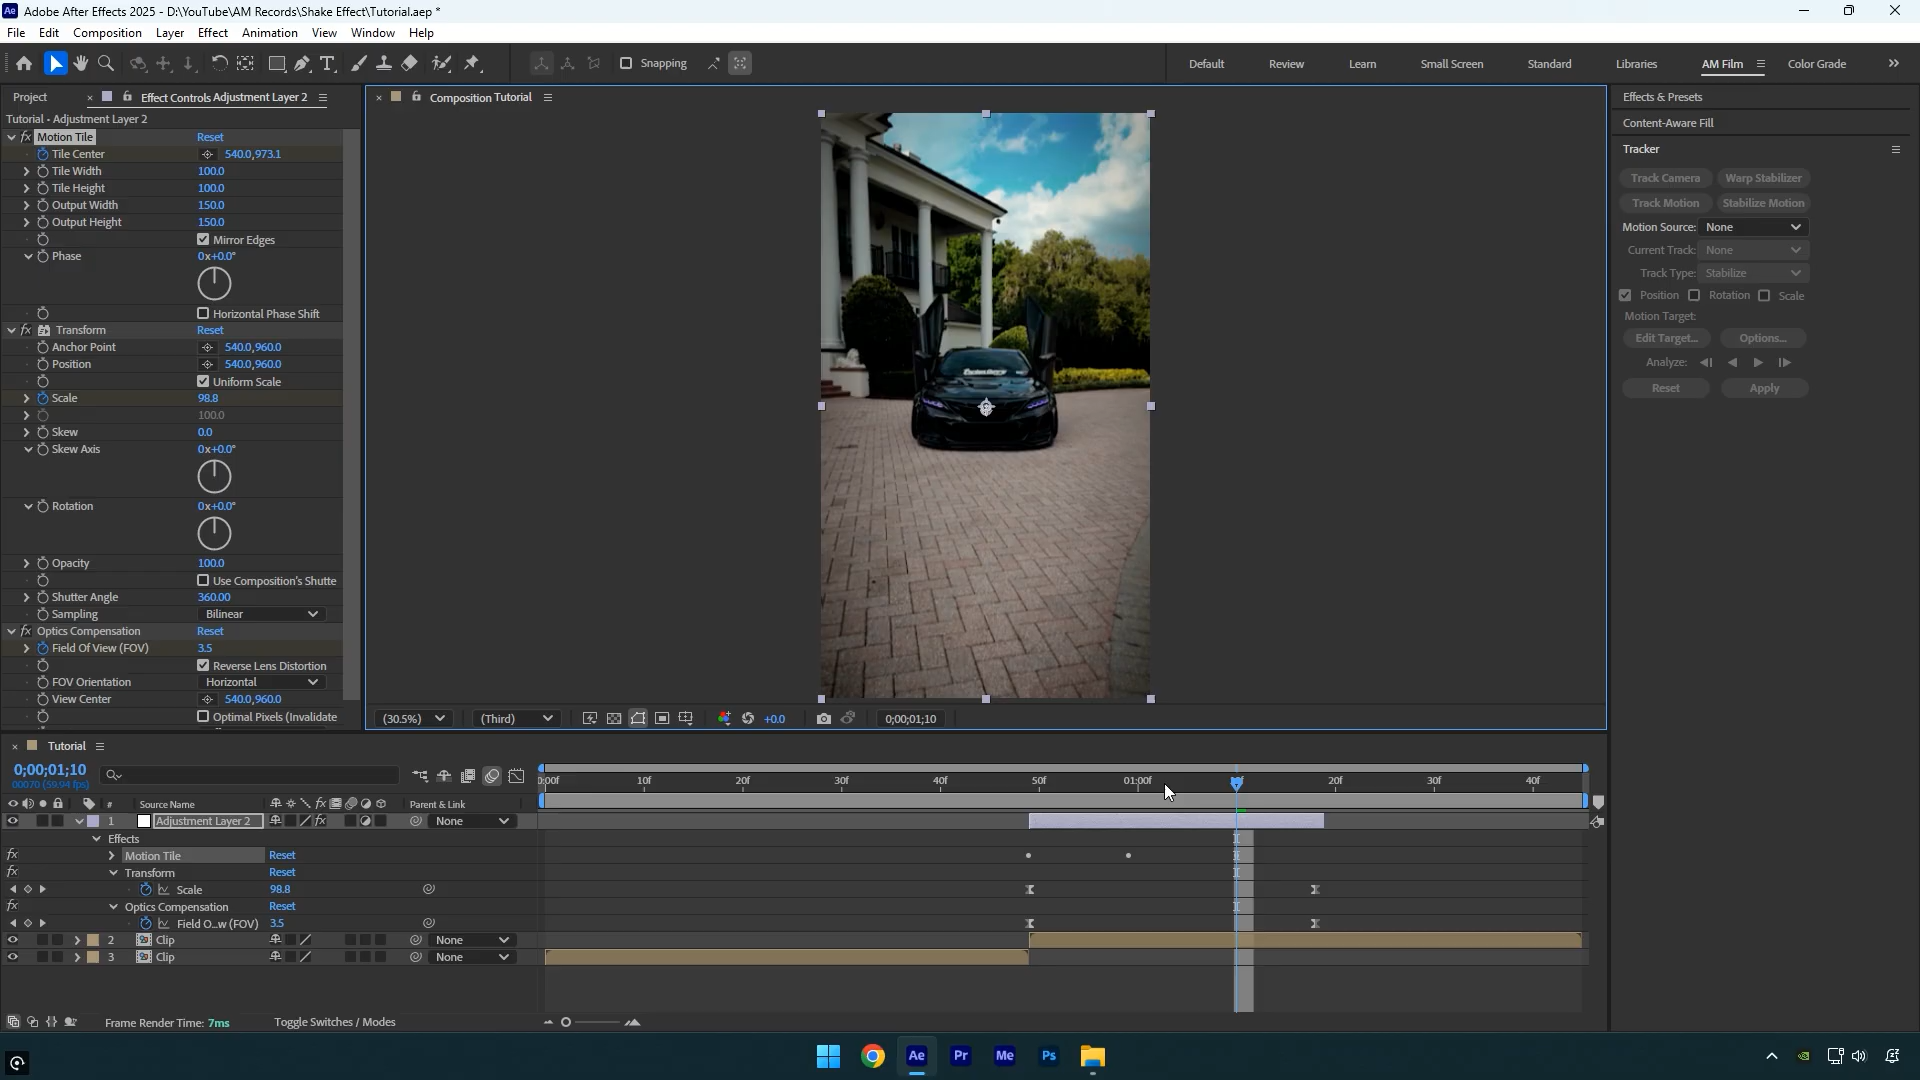 Adobe After Effects 2025 - D:\YouTube\AM Records\Shake Effect\Tutorial.aep *
File Edit Composition Layer Effect Animation View Window Help
Snapping
Default Review Learn Small Screen Standard Libraries AM Film Color Grade
Project Effect Controls Adjustment Layer 2
Tutorial - Adjustment Layer 2
Motion Tile Reset
Tile Center 540.0,973.1
Tile Width 100.0
Tile Height 100.0
Output Width 150.0
Output Height 150.0
Mirror Edges
Phase 0x+0.0°
Horizontal Phase Shift
Transform Reset
Anchor Point 540.0,960.0
Position 540.0,960.0
Uniform Scale
Scale 98.8
100.0
Skew 0.0
Skew Axis 0x+0.0°
Rotation 0x+0.0°
Opacity 100.0
Use Composition's Shutte
Shutter Angle 360.00
Sampling Bilinear
Optics Compensation Reset
Field Of View (FOV) 3.5
Reverse Lens Distortion
FOV Orientation Horizontal
View Center 540.0,960.0
Optimal Pixels (Invalidate
Composition Tutorial
(30.5%) (Third) +0.0 0;00;01;10
Effects & Presets
Content-Aware Fill
Tracker
Track Camera Warp Stabilizer
Track Motion Stabilize Motion
Motion Source: None
Current Track: None
Track Type: Stabilize
Position Rotation Scale
Motion Target:
Edit Target... Options...
Analyze:
Reset Apply
Tutorial
0;00;01;10
00070 (59.94 fps)
0:00f 10f 20f 30f 40f 50f 01:00f 20f 30f 40f
# Source Name Parent & Link
1 Adjustment Layer 2 None
Effects
Motion Tile Reset
Transform Reset
Scale 98.8
Optics Compensation Reset
Field O...w (FOV) 3.5
2 Clip None
3 Clip None
Frame Render Time: 7ms Toggle Switches / Modes
Ae Pr Me Ps